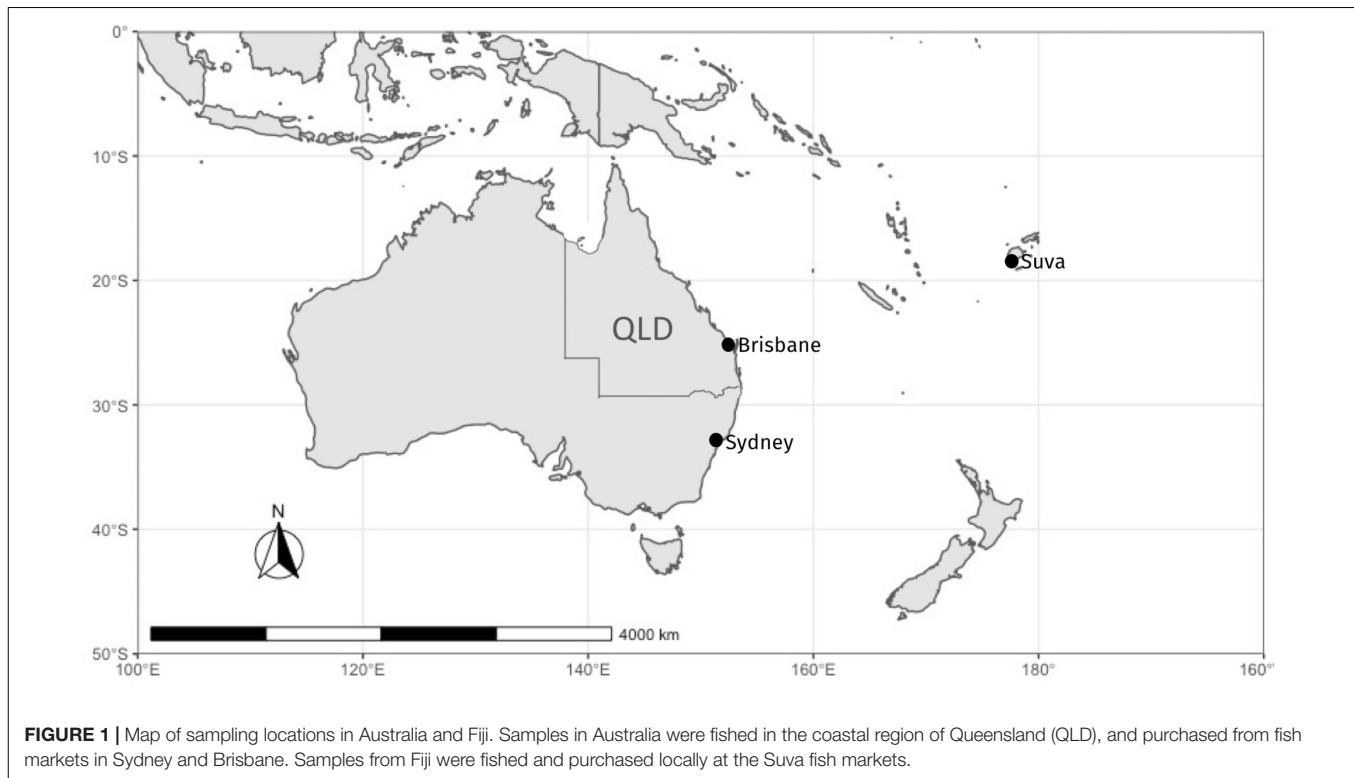 0°
10°S
20°S
30°S
40°S
50°S
QLD
Suva
Brisbane
Sydney
N
4000 km
100°E 120°E 140°E 160°E 180° 160°'
FIGURE 1 | Map of sampling locations in Australia and Fiji. Samples in Australia were fished in the coastal region of Queensland (QLD), and purchased from fish
markets in Sydney and Brisbane. Samples from Fiji were fished and purchased locally at the Suva fish markets.